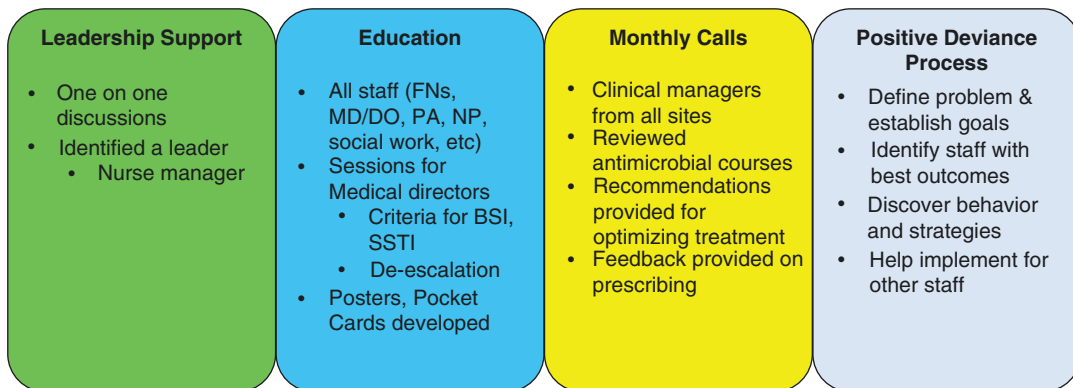 Leadership Support
• One on one
discussions
• Identified a leader
• Nurse manager
Education
• All staff (FNs,
MD/DO, PA, NP,
social work, etc)
• Sessions for
Medical directors
• Criteria for BSI,
SSTI
• De-escalation
• Posters, Pocket
Cards developed
Monthly Calls
• Clinical managers
from all sites
• Reviewed
antimicrobial courses
• Recommendations
provided for
optimizing treatment
• Feedback provided on
prescribing
Positive Deviance
Process
• Define problem &
establish goals
• Identify staff with
best outcomes
• Discover behavior
and strategies
• Help implement for
other staff